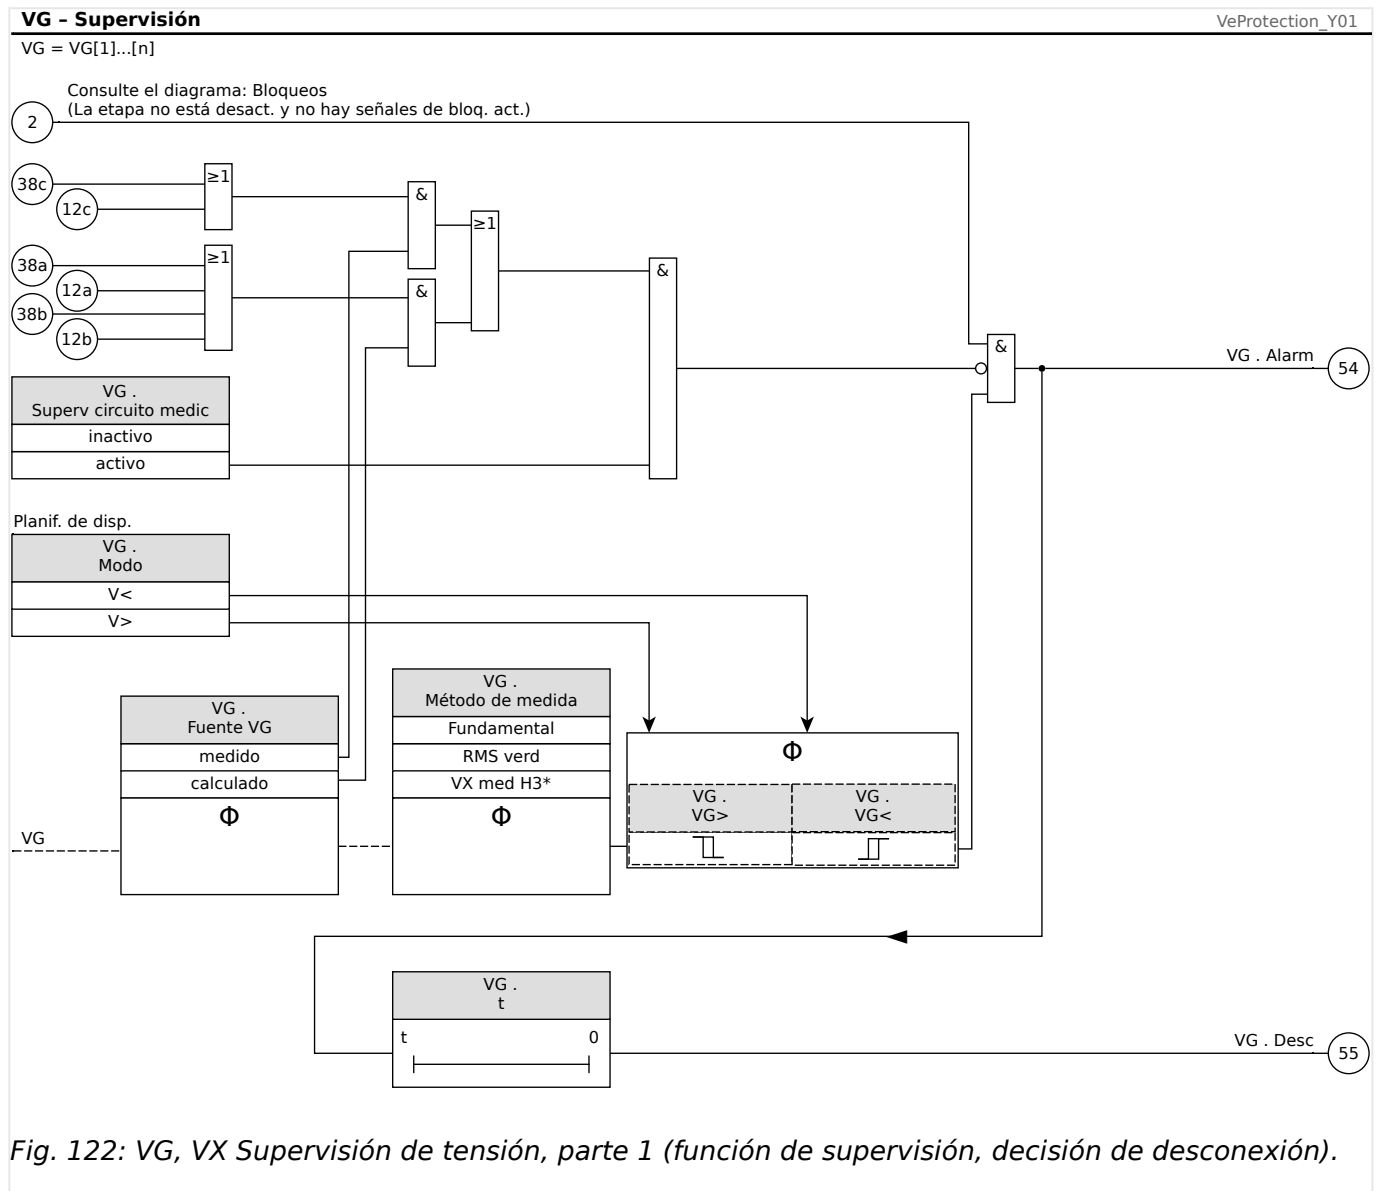 VG – Supervisión
VeProtection_Y01
VG = VG[1]...[n]
Consulte el diagrama: Bloqueos
(La etapa no está desact. y no hay señales de bloq. act.)
2
38c
12c
≥1
&
≥1
38a
12a
38b
12b
≥1
&
&
&
VG . Alarm
54
VG .
Superv circuito medic
inactivo
activo
Planif. de disp.
VG .
Modo
V<
V>
VG .
Fuente VG
medido
calculado
Φ
VG
VG .
Método de medida
Fundamental
RMS verd
VX med H3*
Φ
Φ
VG .
VG>
VG .
VG<
VG .
t
t
0
VG . Desc
55
Fig. 122: VG, VX Supervisión de tensión, parte 1 (función de supervisión, decisión de desconexión).